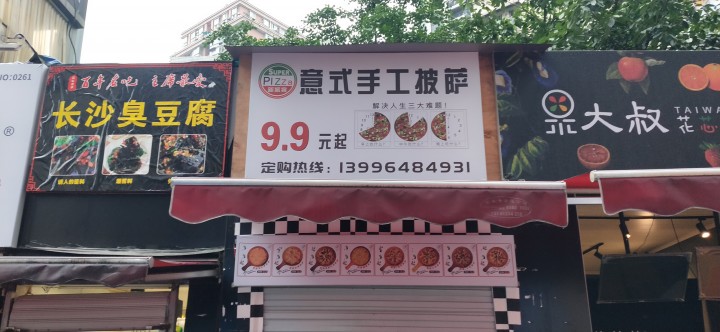 NO:0261
®
百年名吃
长沙臭豆腐
SUPER
PIZZA
意式手工披萨
解决人生三大难题!
9.9元起
定购热线:13996484931
大叔
TAIWA
花芯